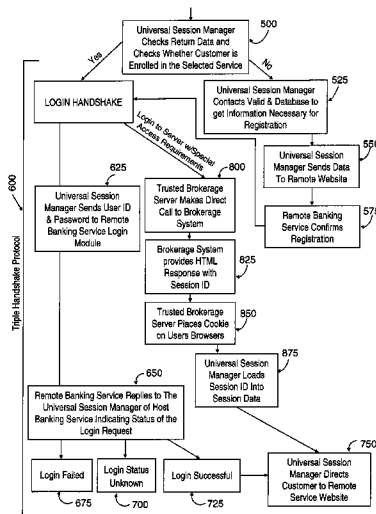 Universal Session Manager
Checks Return Data and
Checks Whether Customer is
Enrolled in the Selected Service
500
Yes
No
LOGIN HANDSHAKE
Universal Session Manager
Contacts Valid & Database to
get Information Necessary for
Registration
525
Login to Server w/Special
Access Requirements
600
Triple Handshake Protocol
625
Universal Session
Manager Sends User ID
& Password to Remote
Banking Service Login
Module
800
Trusted Brokerage
Server Makas Direct
Call to Brokerage
System
550
Universal Session
Manager Sends Data
To Remote Website
575
Remote Banking
Service Confirms
Registration
Brokerage System
provides HTML
Response with
Session ID
825
850
Trusted Brokerage
Server Places Cookie
on Users Browsers
875
Universal Session
Manager Loads
Session ID Into
Session Data
650
Remote Banking Service Replies to The
Universal Session Manager of Host
Banking Service Indicating Status of the
Login Request
750
Login Failed
675
Login Status
Unknown
700
Login Successful
725
Universal Session
Manager Directs
Customer to Remote
Service Website